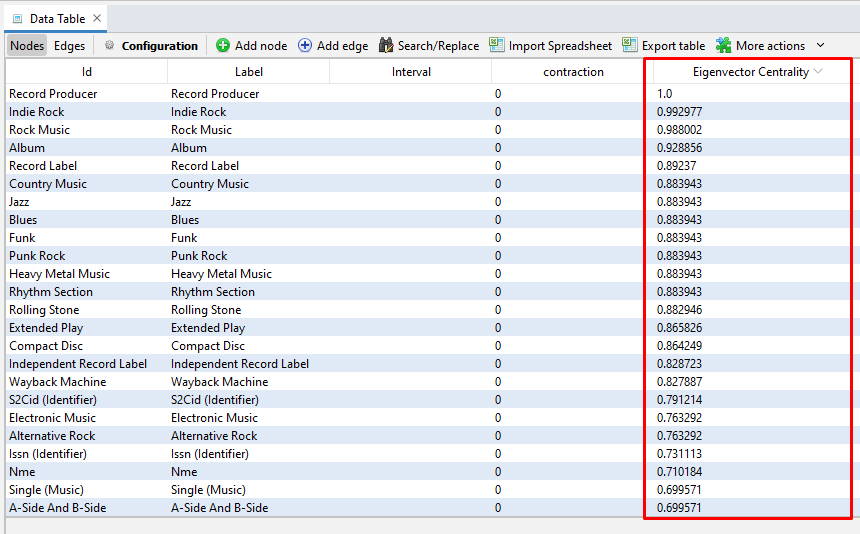 Data Table
Nodes Edges Configuration Add node Add edge Search/Replace Import Spreadsheet Export table More actions
Id Label Interval contraction Eigenvector Centrality
Record Producer Record Producer 0 1.0
Indie Rock Indie Rock 0 0.992977
Rock Music Rock Music 0 0.988002
Album Album 0 0.928856
Record Label Record Label 0 0.89237
Country Music Country Music 0 0.883943
Jazz Jazz 0 0.883943
Blues Blues 0 0.883943
Funk Funk 0 0.883943
Punk Rock Punk Rock 0 0.883943
Heavy Metal Music Heavy Metal Music 0 0.883943
Rhythm Section Rhythm Section 0 0.883943
Rolling Stone Rolling Stone 0 0.882946
Extended Play Extended Play 0 0.865826
Compact Disc Compact Disc 0 0.864249
Independent Record Label Independent Record Label 0 0.828723
Wayback Machine Wayback Machine 0 0.827887
S2Cid (Identifier) S2Cid (Identifier) 0 0.791214
Electronic Music Electronic Music 0 0.763292
Alternative Rock Alternative Rock 0 0.763292
Issn (Identifier) Issn (Identifier) 0 0.731113
Nme Nme 0 0.710184
Single (Music) Single (Music) 0 0.699571
A-Side And B-Side A-Side And B-Side 0 0.699571